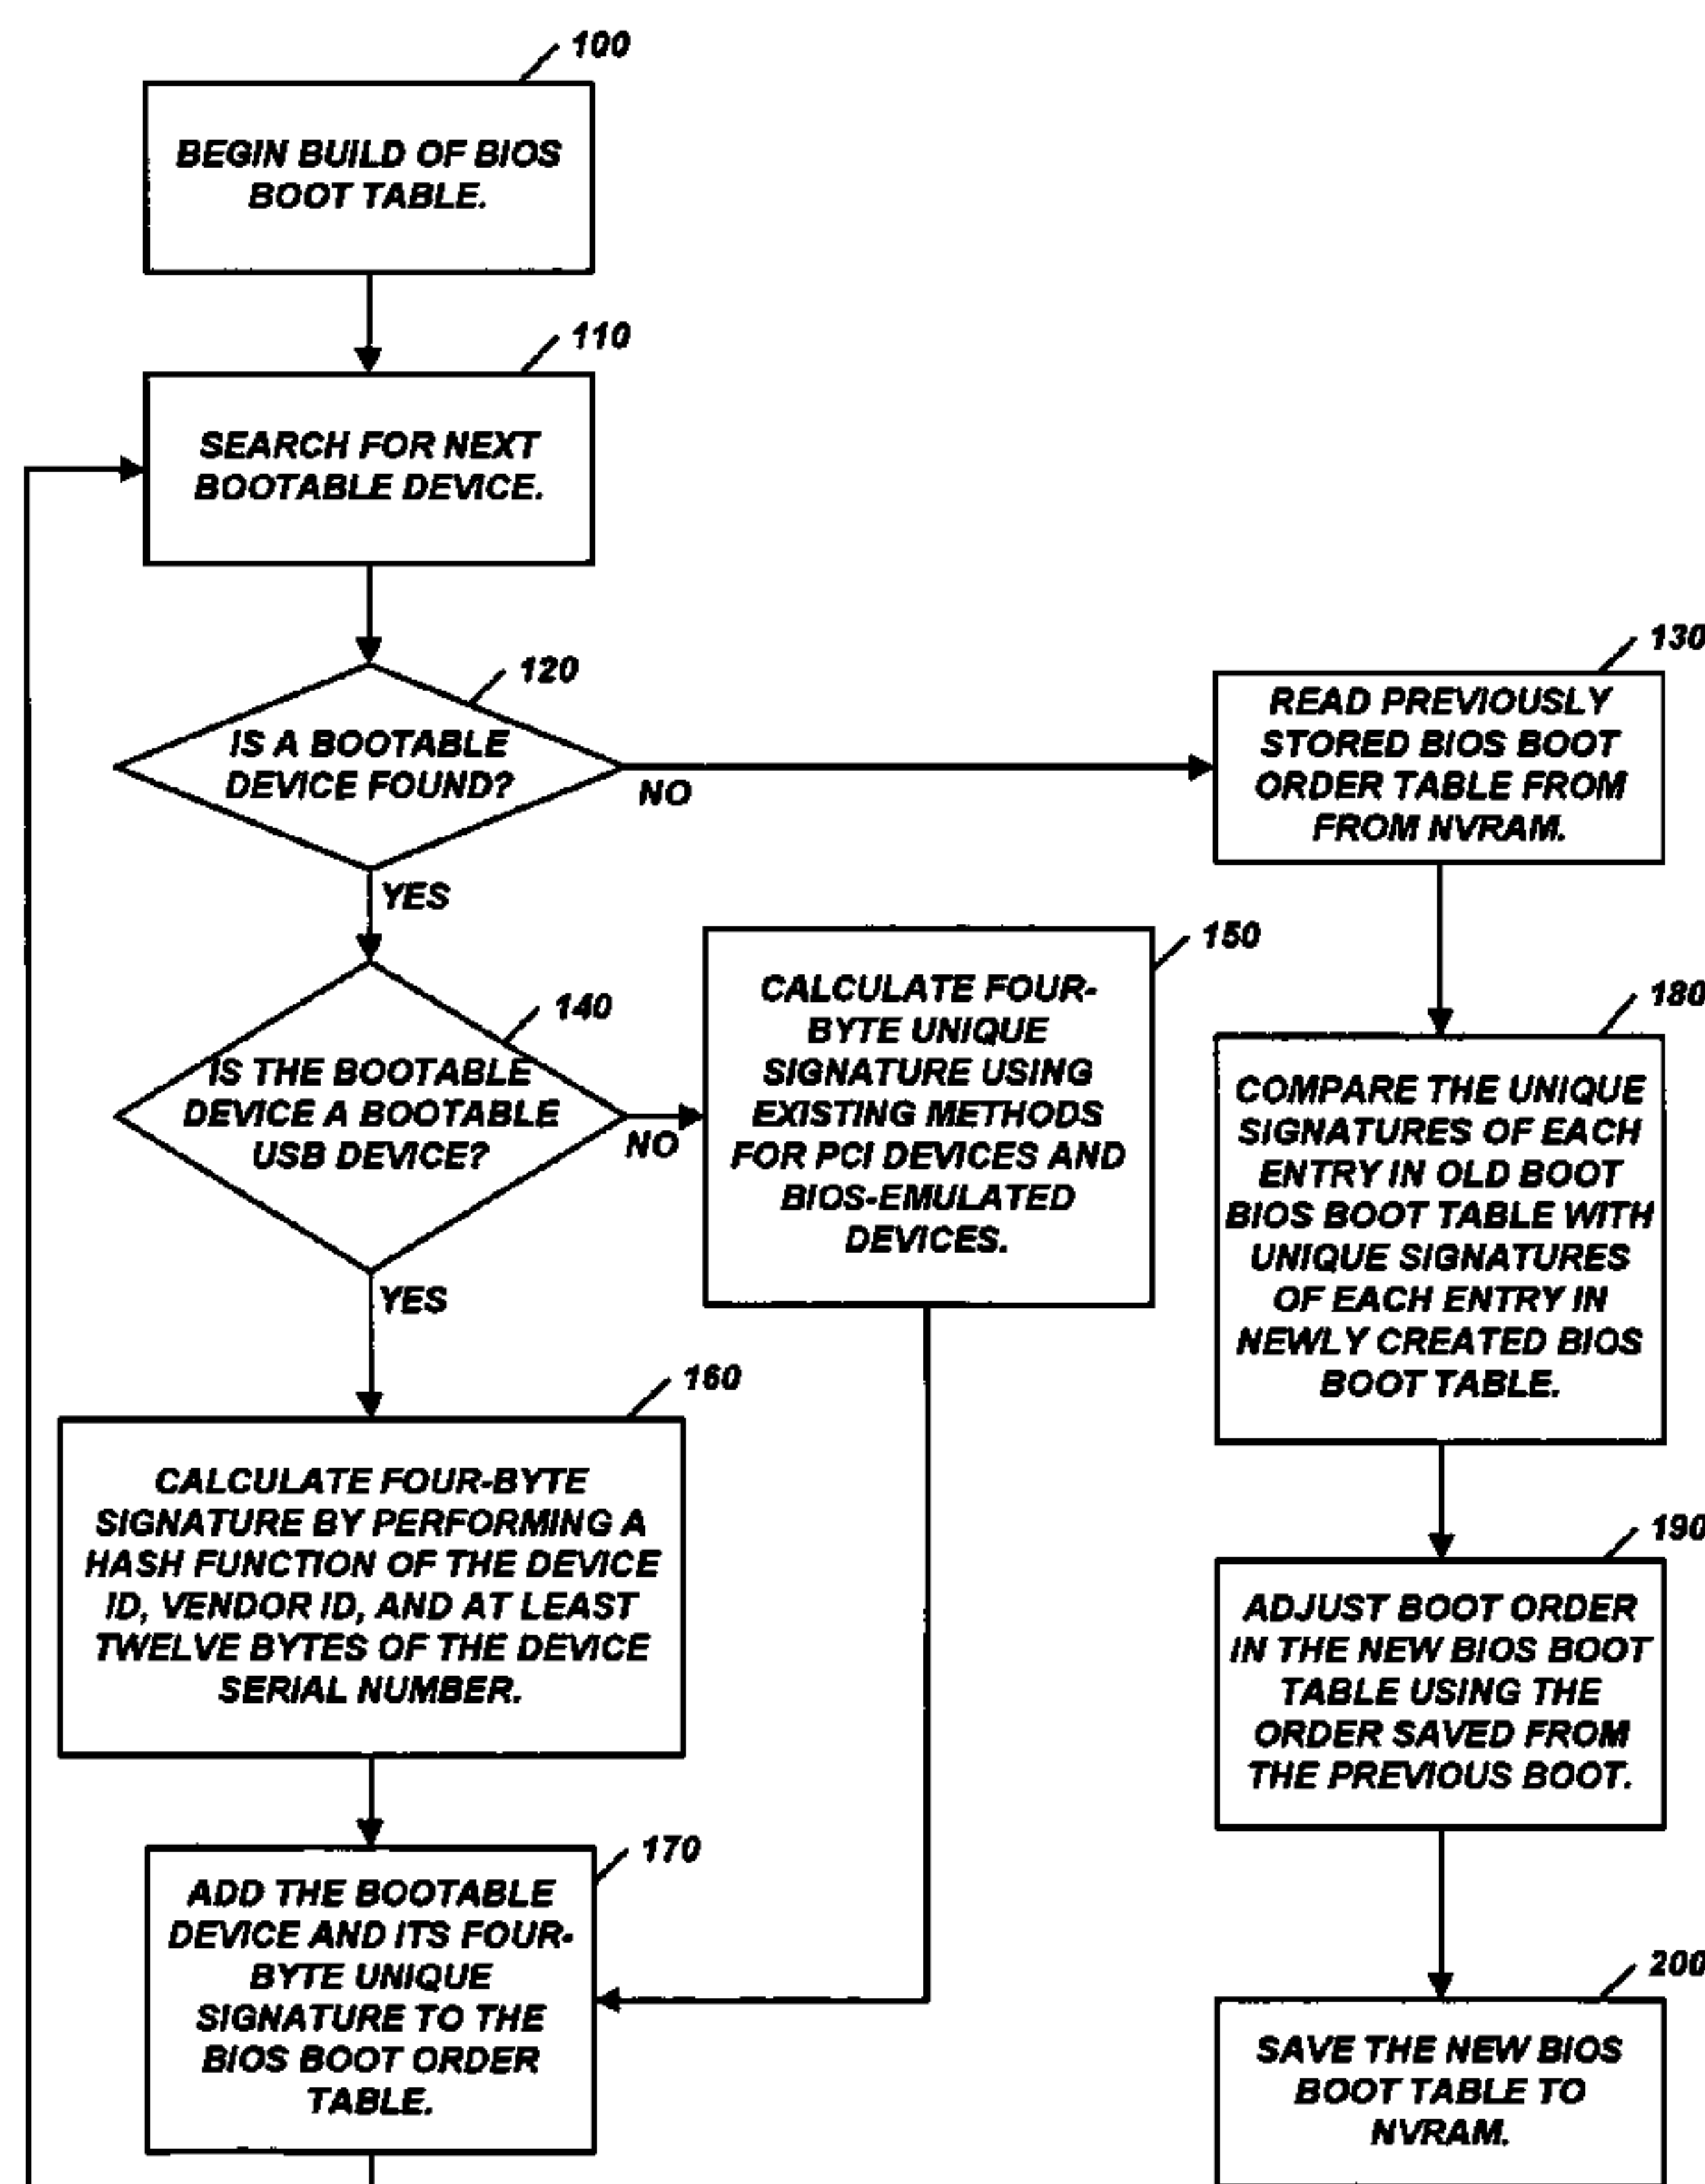 100
BEGIN BUILD OF BIOS
BOOT TABLE.
110
SEARCH FOR NEXT
BOOTABLE DEVICE.
120
IS A BOOTABLE
DEVICE FOUND?
NO
YES
130
READ PREVIOUSLY
STORED BIOS BOOT
ORDER TABLE FROM
FROM NVRAM.
140
IS THE BOOTABLE
DEVICE A BOOTABLE
USB DEVICE?
NO
YES
150
CALCULATE FOUR-
BYTE UNIQUE
SIGNATURE USING
EXISTING METHODS
FOR PCI DEVICES AND
BIOS-EMULATED
DEVICES.
180
COMPARE THE UNIQUE
SIGNATURES OF EACH
ENTRY IN OLD BOOT
BIOS BOOT TABLE WITH
UNIQUE SIGNATURES
OF EACH ENTRY IN
NEWLY CREATED BIOS
BOOT TABLE.
160
CALCULATE FOUR-BYTE
SIGNATURE BY PERFORMING A
HASH FUNCTION OF THE DEVICE
ID, VENDOR ID, AND AT LEAST
TWELVE BYTES OF THE DEVICE
SERIAL NUMBER.
190
ADJUST BOOT ORDER
IN THE NEW BIOS BOOT
TABLE USING THE
ORDER SAVED FROM
THE PREVIOUS BOOT.
170
ADD THE BOOTABLE
DEVICE AND ITS FOUR-
BYTE UNIQUE
SIGNATURE TO THE
BIOS BOOT ORDER
TABLE.
200
SAVE THE NEW BIOS
BOOT TABLE TO
NVRAM.